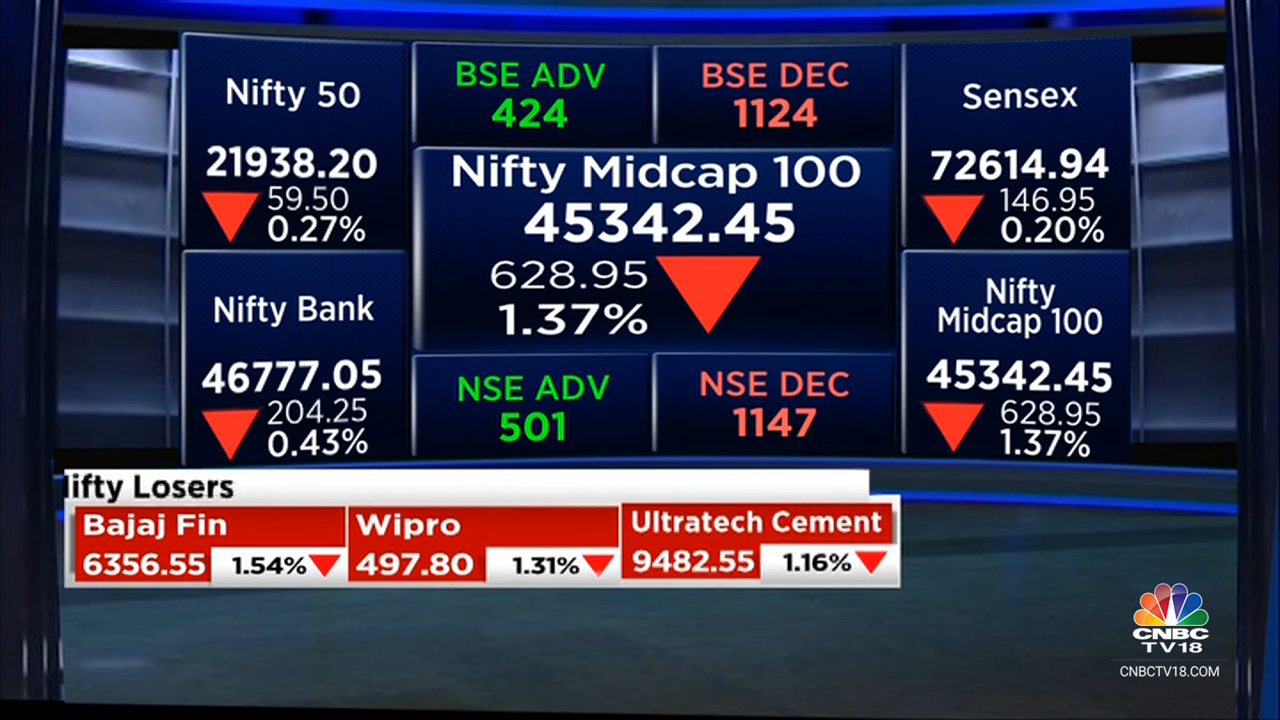 Nifty 50
21938.20
59.50
0.27%
BSE ADV
424
BSE DEC
1124
Sensex
72614.94
146.95
0.20%
Nifty Midcap 100
45342.45
628.95
1.37%
Nifty Bank
46777.05
204.25
0.43%
NSE ADV
501
NSE DEC
1147
Nifty
Midcap 100
45342.45
628.95
1.37%
ifty Losers
Bajaj Fin
6356.55 1.54%
Wipro
497.80 1.31%
Ultratech Cement
9482.55 1.16%
CNBC
TV18
CNBCTV18.COM